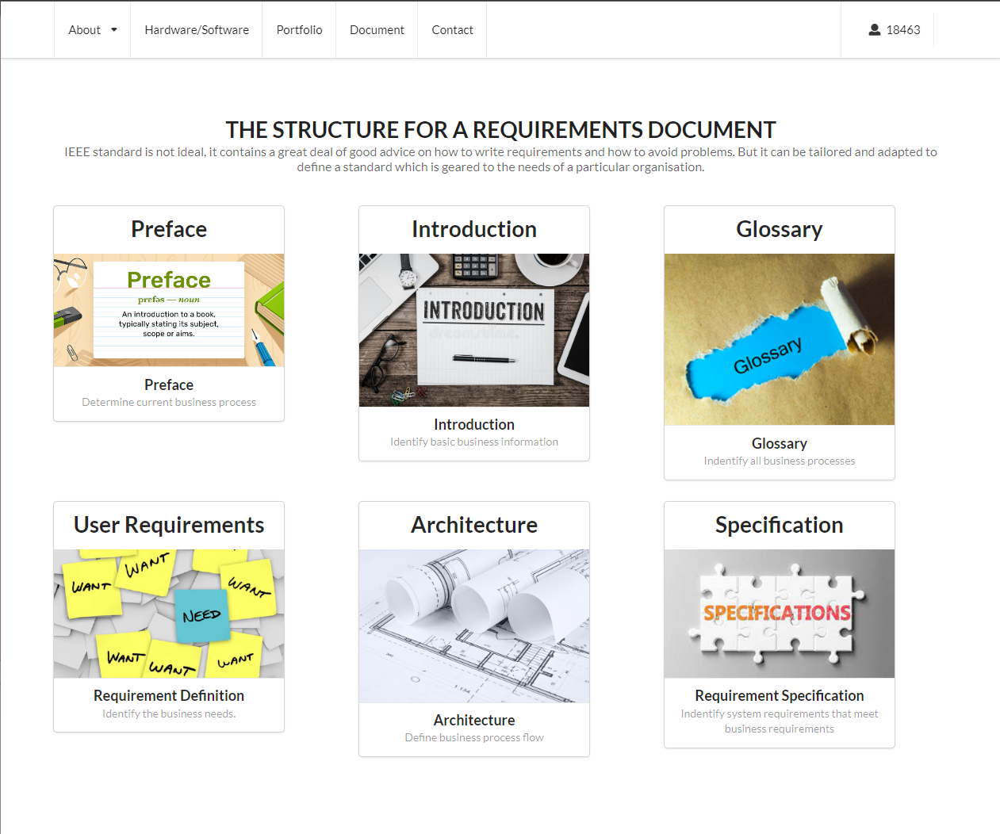 About
Hardware/Software
Portfolio
Document
Contact
18463
THE STRUCTURE FOR A REQUIREMENTS DOCUMENT
IEEE standard is not ideal, it contains a great deal of good advice on how to write requirements and how to avoid problems. But it can be tailored and adapted to
define a standard which is geared to the needs of a particular organisation.
Preface
Preface
prefəs — noun
An introduction to a book,
typically stating its subject,
scope or aims.
Preface
Determine current business process
Introduction
INTRODUCTION
dreamstime.
Introduction
Identify basic business information
Glossary
Glossary
Glossary
Indentify all business processes
User Requirements
WANT
WANT
WANT
NEED
WANT
WANT
WANT
Requirement Definition
Identify the business needs.
Architecture
1 134
Architecture
Define business process flow
Specification
SPECIFICATIONS
Requirement Specification
Indentify system requirements that meet
business requirements